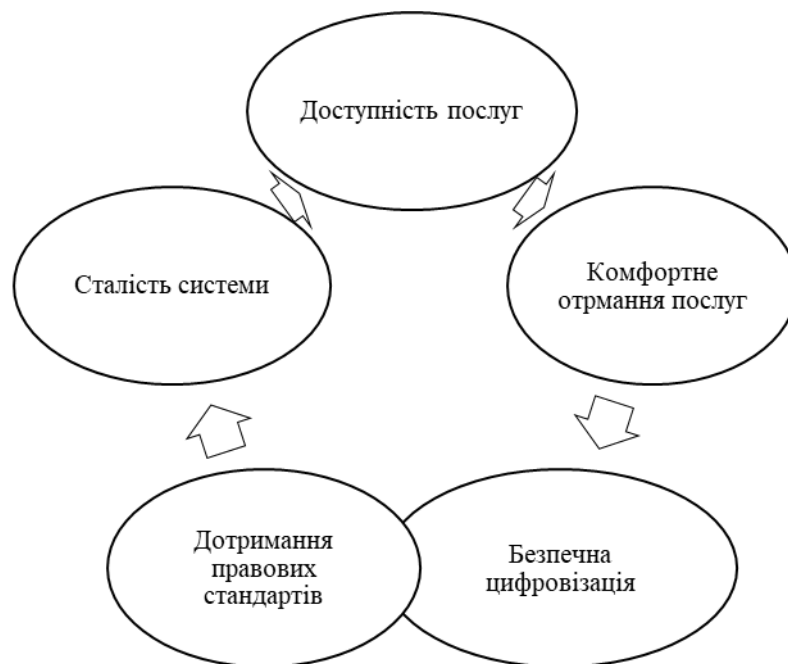 Доступність послуг
Сталість системи
Комфортне
отрмання послуг
Дотримання
правових
стандартів
Безпечна
цифровізація